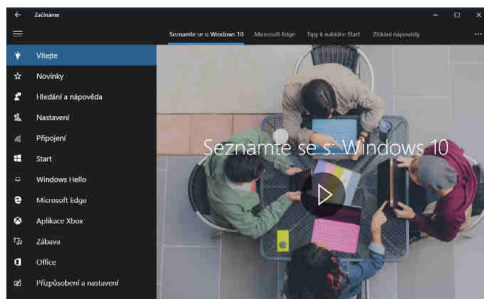 Začínáme
Seznamte se s: Windows 10 Microsoft Edge Tipy k nabídce Start Získání nápovědy
Vítejte
Novinky
Hledání a nápověda
Nastavení
Připojení
Start
Windows Hello
Microsoft Edge
Aplikace Xbox
Zábava
Office
Přizpůsobení a nastavení
Seznamte se s: Windows 10